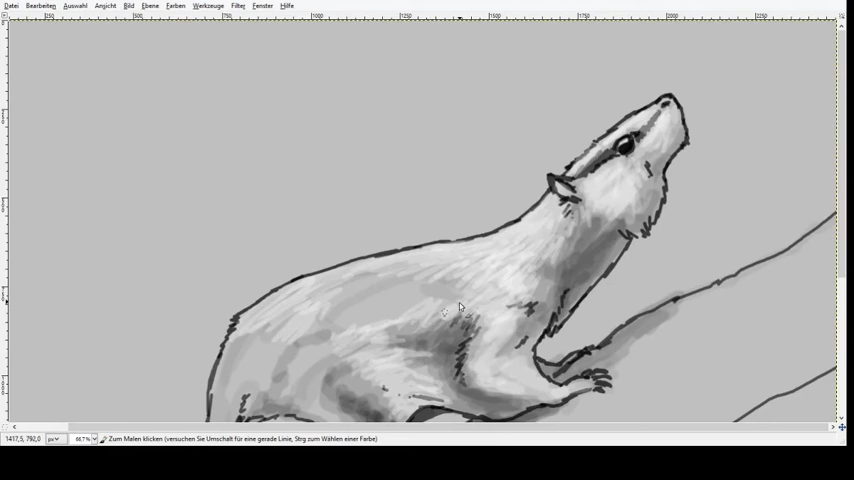 Datei Bearbeiten Auswahl Ansicht Bild Ebene Farben Werkzeuge Filter Fenster Hilfe
250 500 750 1000 1250 1500 1750 2000 2250
1417,5, 792,0 px 66.7% Zum Malen klicken (versuchen Sie Umschalt für eine gerade Linie, Strg zum Wählen einer Farbe)